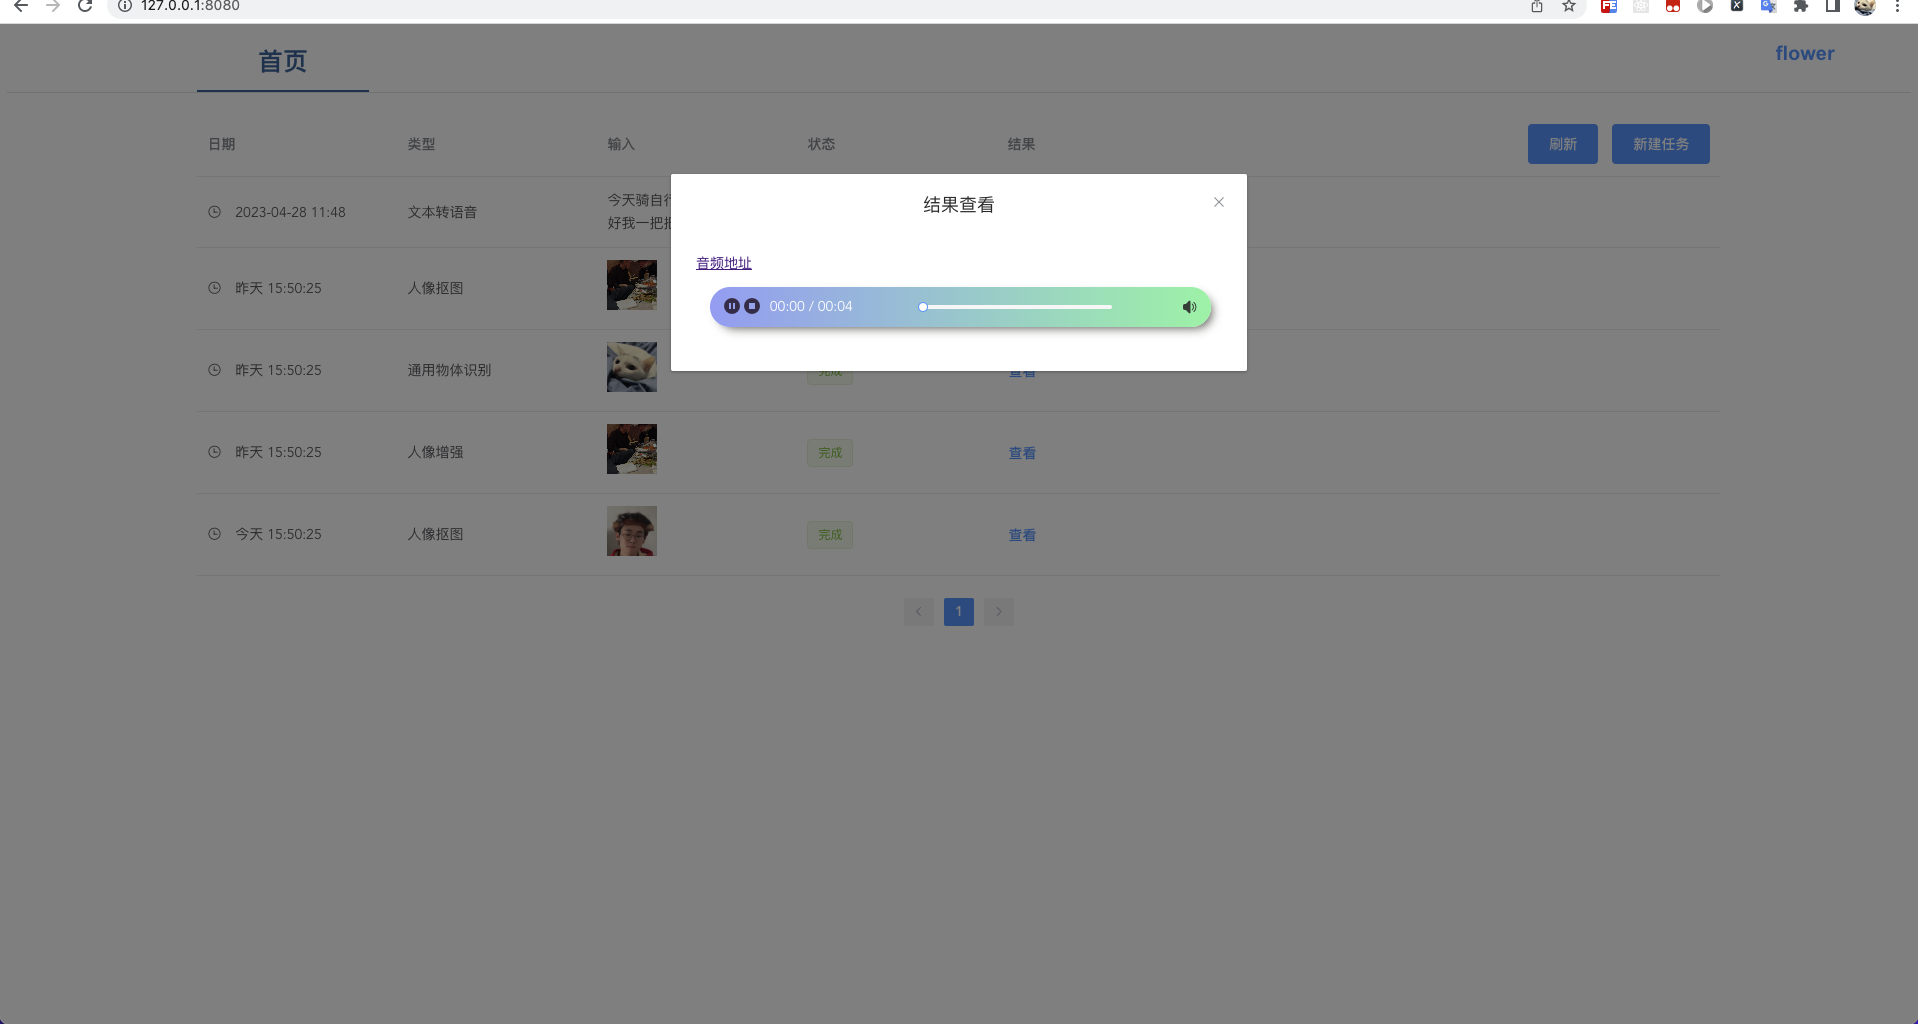 127.0.0.1:8080
首页
flower
日期 类型 输入 状态 结果 刷新 新建任务
2023-04-28 11:48 文本转语音 今天骑自行
好我一把把
结果查看
音频地址
00:00 / 00:04
昨天 15:50:25 人像抠图
昨天 15:50:25 通用物体识别 完成 查看
昨天 15:50:25 人像增强 完成 查看
今天 15:50:25 人像抠图 完成 查看
1